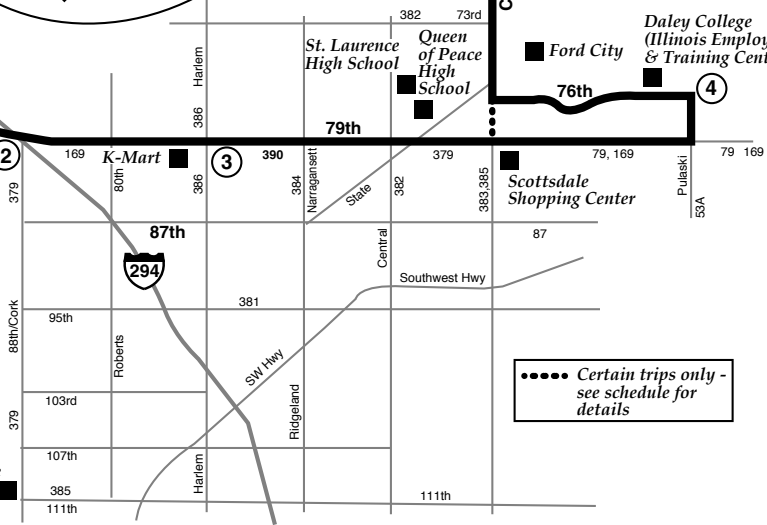 C
382
73rd
Daley College
(Illinois Employ
& Training Cent
Queen
of Peace
High
School
St. Laurence
High School
Ford City
Harlem
386
76th
4
79th
2
169
K-Mart
3
390
379
79, 169
79 169
379
80th
386
384
Narragansett
State
382
383,385
Scottsdale
Shopping Center
Pulaski
53A
87th
87
Central
294
Southwest Hwy
381
95th
88th/Cork
Roberts
SW Hwy
Certain trips only -
see schedule for
details
103rd
Ridgeland
379
107th
Harlem
385
111th
111th